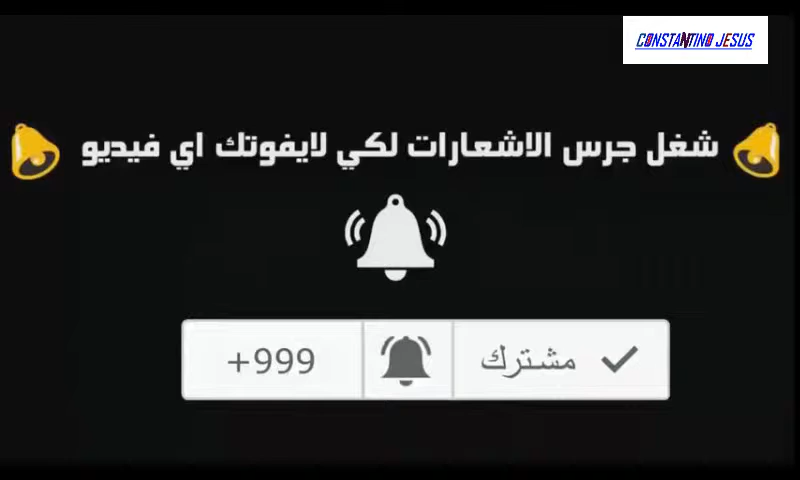 CONSTANTINO JESUS
شغل جرس الاشعارات لكي لايفوتك اي فيديو
+999
مشترك